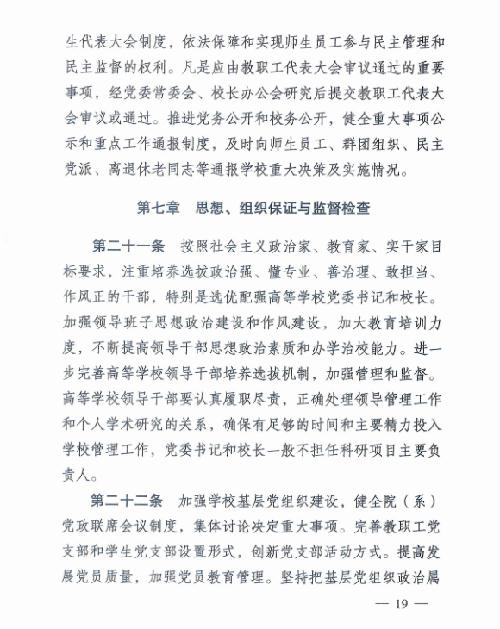 生代表大会制度，依法保障和实现师生员工参与民主管理和
民主监督的权利。凡是应由教职工代表大会审议通过的重要
事项，经党委常委会、校长办公会研究后提交教职工代表大
会审议或通过。推进党务公开和校务公开，健全重大事项公
示和重点工作通报制度，及时向师生员工、群团组织、民主
党派、离退休老同志等通报学校重大决策及实施情况。
第七章 思想、组织保证与监督检查
第二十一条 按照社会主义政治家、教育家、实干家目
标要求，注重培养选拔政治强、懂专业、善治理、敢担当、
作风正的干部，特别是选优配强高等学校党委书记和校长。
加强领导班子思想政治建设和作风建设，加大教育培训力
度，不断提高领导干部思想政治素质和办学治校能力。进一
步完善高等学校领导干部培养选拔机制，加强管理和监督。
高等学校领导干部要认真履职尽责，正确处理领导管理工作
和个人学术研究的关系，确保有足够的时间和主要精力投入
学校管理工作，党委书记和校长一般不担任科研项目主要负
责人。
第二十二条 加强学校基层党组织建设，健全院（系）
党政联席会议制度，集体讨论决定重大事项。完善教职工党
支部和学生党支部设置形式，创新党支部活动方式。提高发
展党员质量，加强党员教育管理。坚持把基层党组织政治属
— 19 —